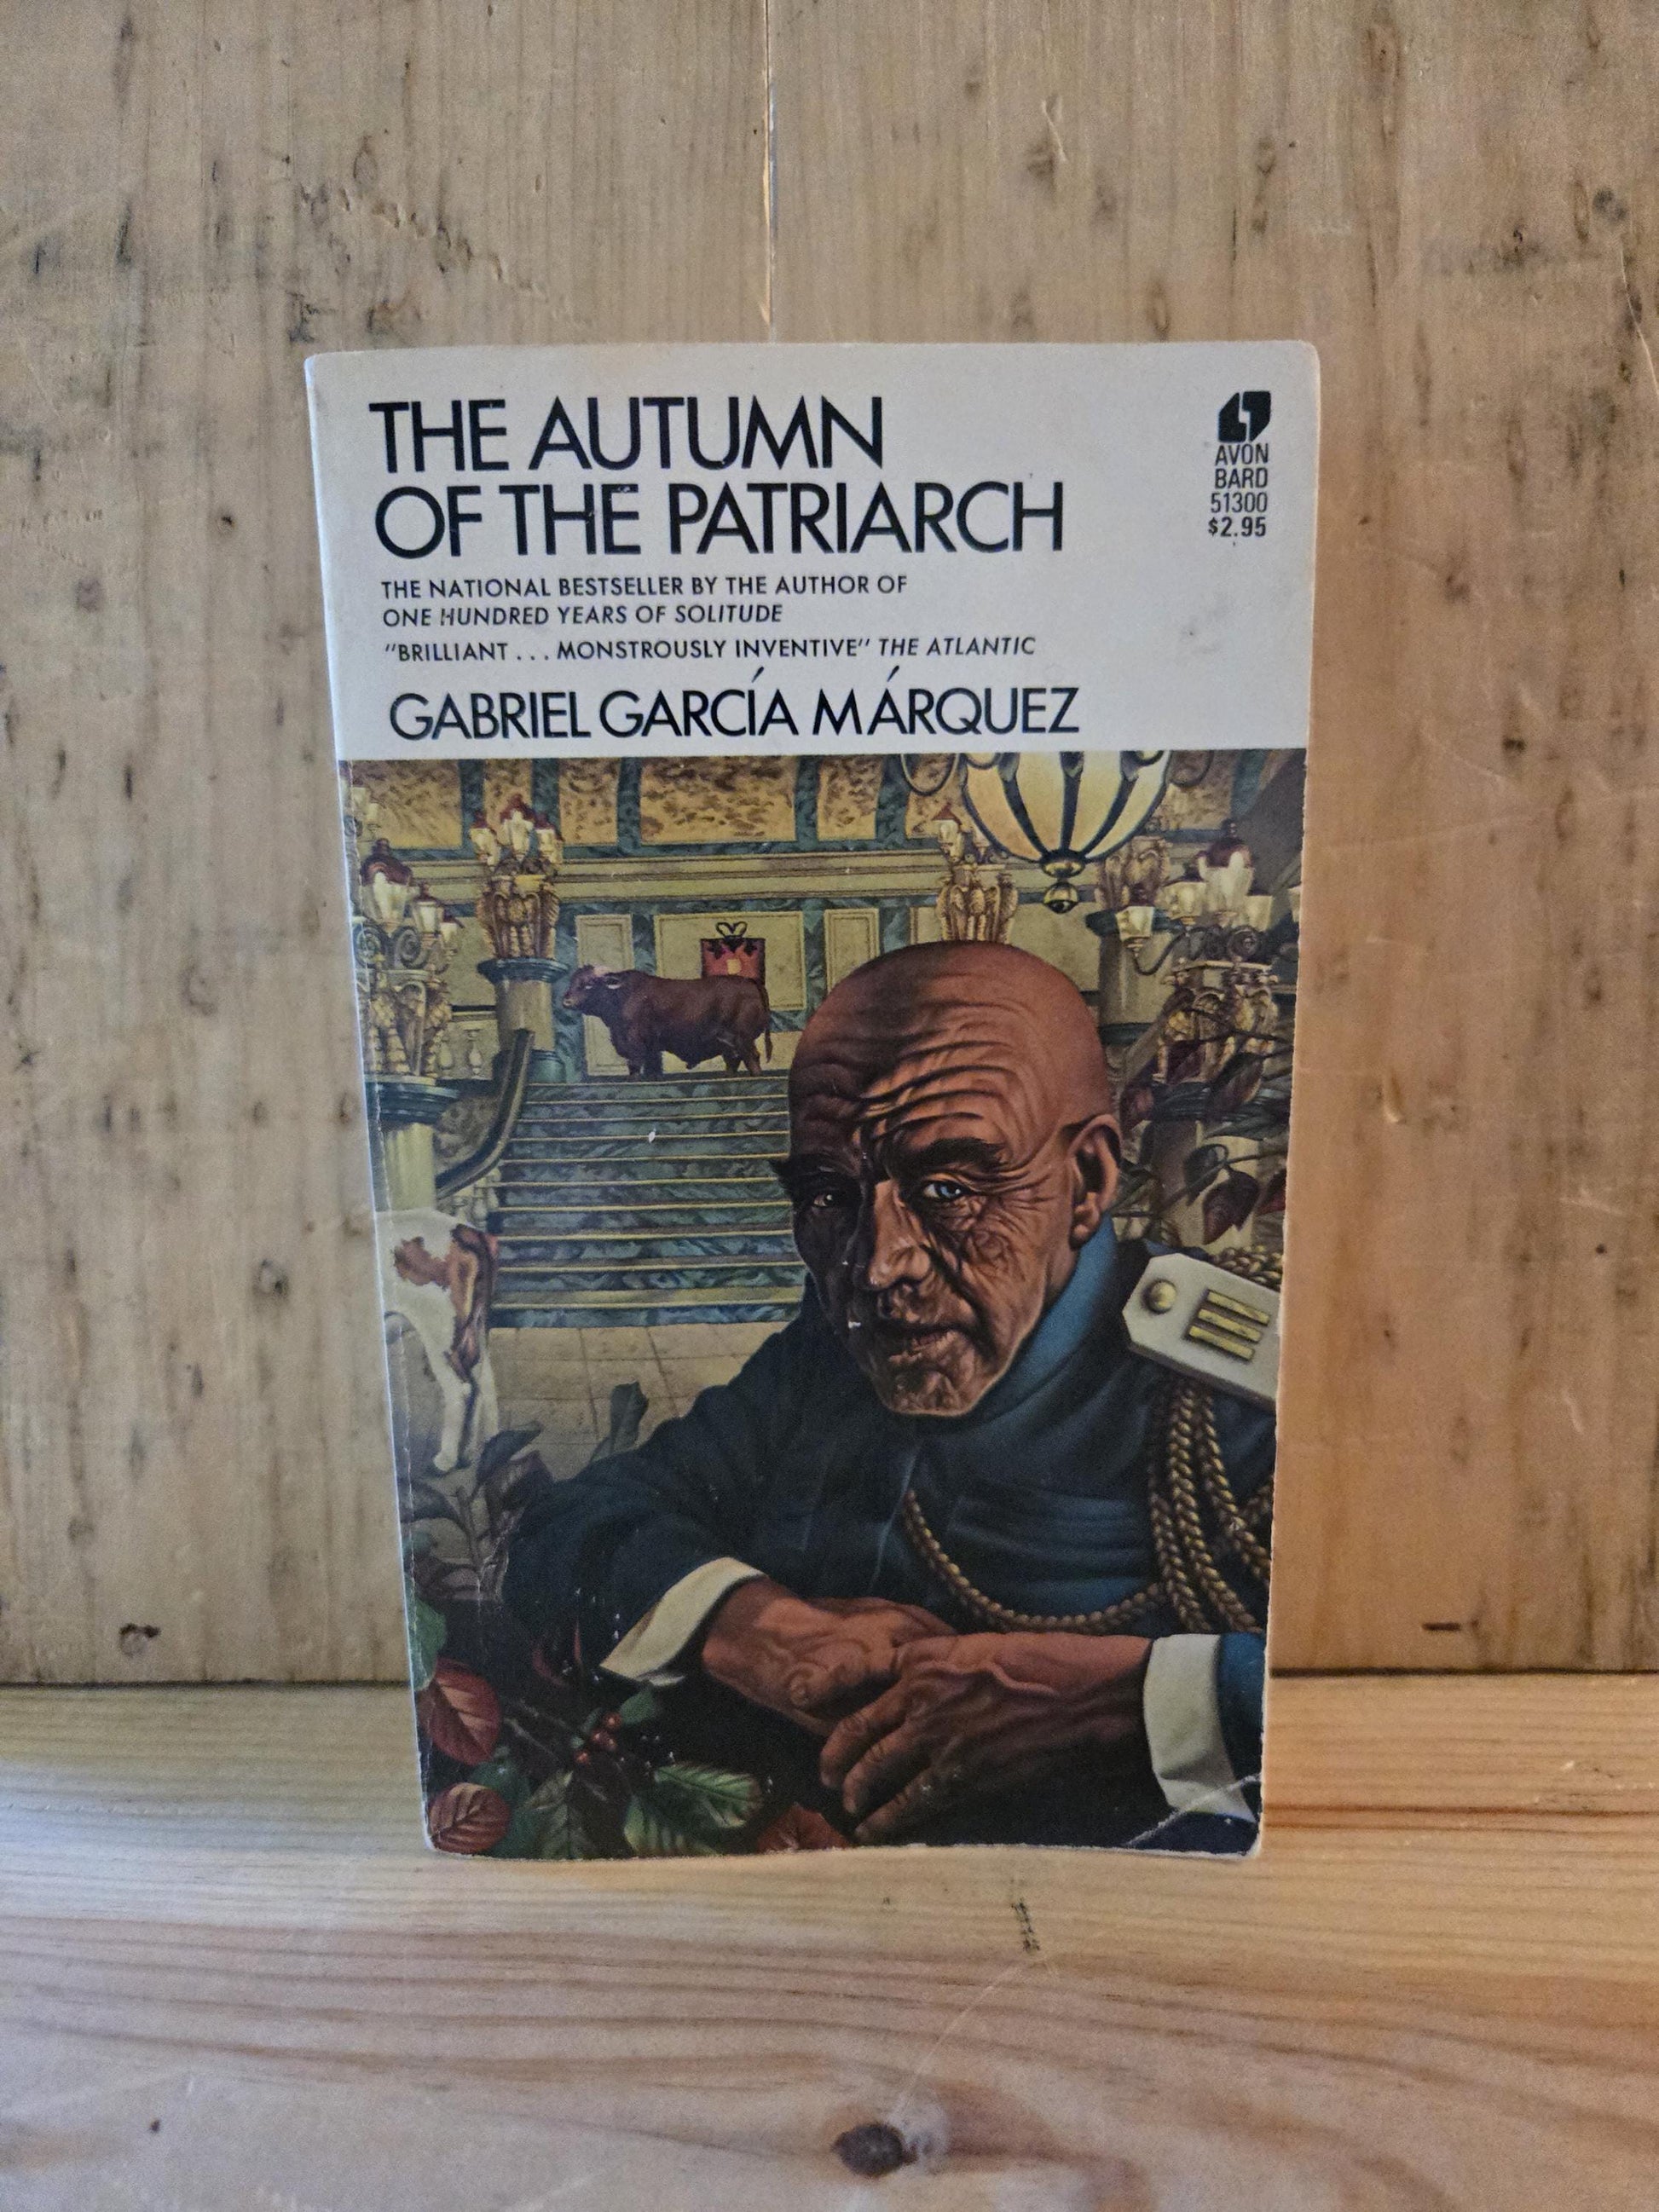 THE AUTUMN
OF THE PATRIARCH
THE NATIONAL BESTSELLER BY THE AUTHOR OF
ONE HUNDRED YEARS OF SOLITUDE
"BRILLIANT . . . MONSTROUSLY INVENTIVE" THE ATLANTIC
GABRIEL GARCÍA MÁRQUEZ
AVON
BARD
51300
$2.95